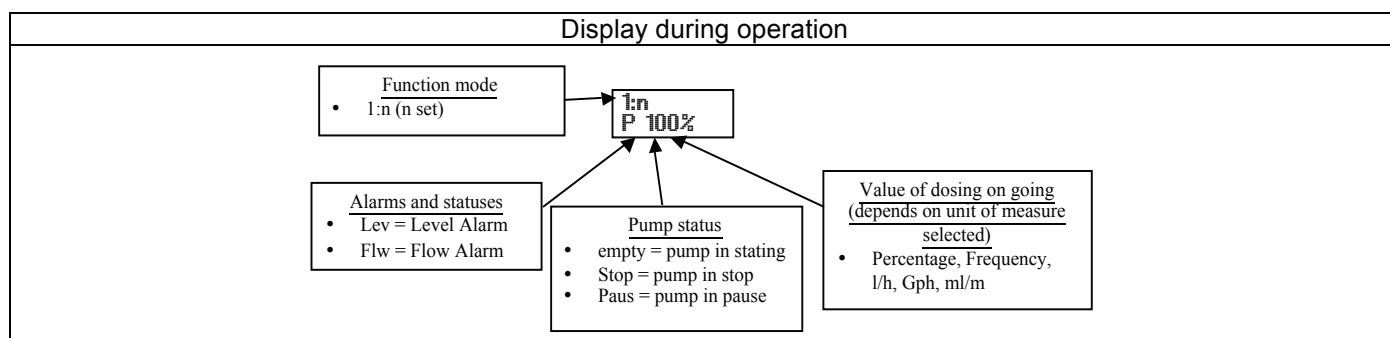 Display during operation
Function mode
• 1:n (n set)
1:n
P 100%
Alarms and statuses
• Lev = Level Alarm
• Flw = Flow Alarm
Pump status
• empty = pump in stating
• Stop = pump in stop
• Paus = pump in pause
Value of dosing on going
(depends on unit of measure
selected)
• Percentage, Frequency,
l/h, Gph, ml/m